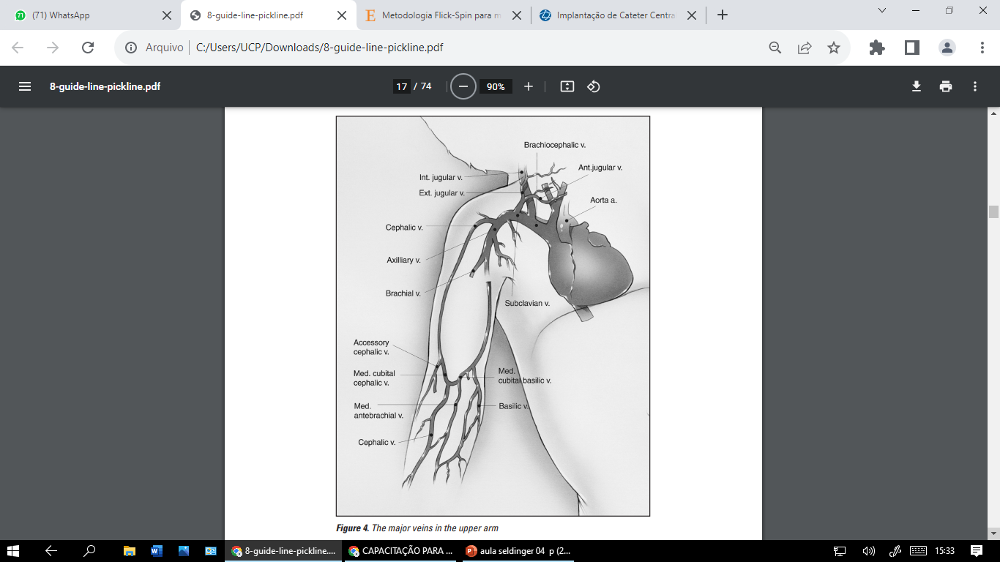 (71) WhatsApp
8-guide-line-pickline.pdf
Metodologia Flick-Spin para m
Implantação de Cateter Centra
Arquivo
C:/Users/UCP/Downloads/8-guide-line-pickline.pdf
8-guide-line-pickline.pdf
17 / 74
90%
Brachiocephalic v.
Ant.jugular v.
Int. jugular v.
Ext. jugular v.
Aorta a.
Cephalic v.
Axilliary v.
Brachial v.
Subclavian v.
Accessory
cephalic v.
Med. cubital
cephalic v.
Med.
cubital basilic v.
Med.
antebrachial v.
Basilic v.
Cephalic v.
Figure 4. The major veins in the upper arm
8-guide-line-pickline....
CAPACITAÇÃO PARA ...
aula seldinger 04 p (2...
15:33